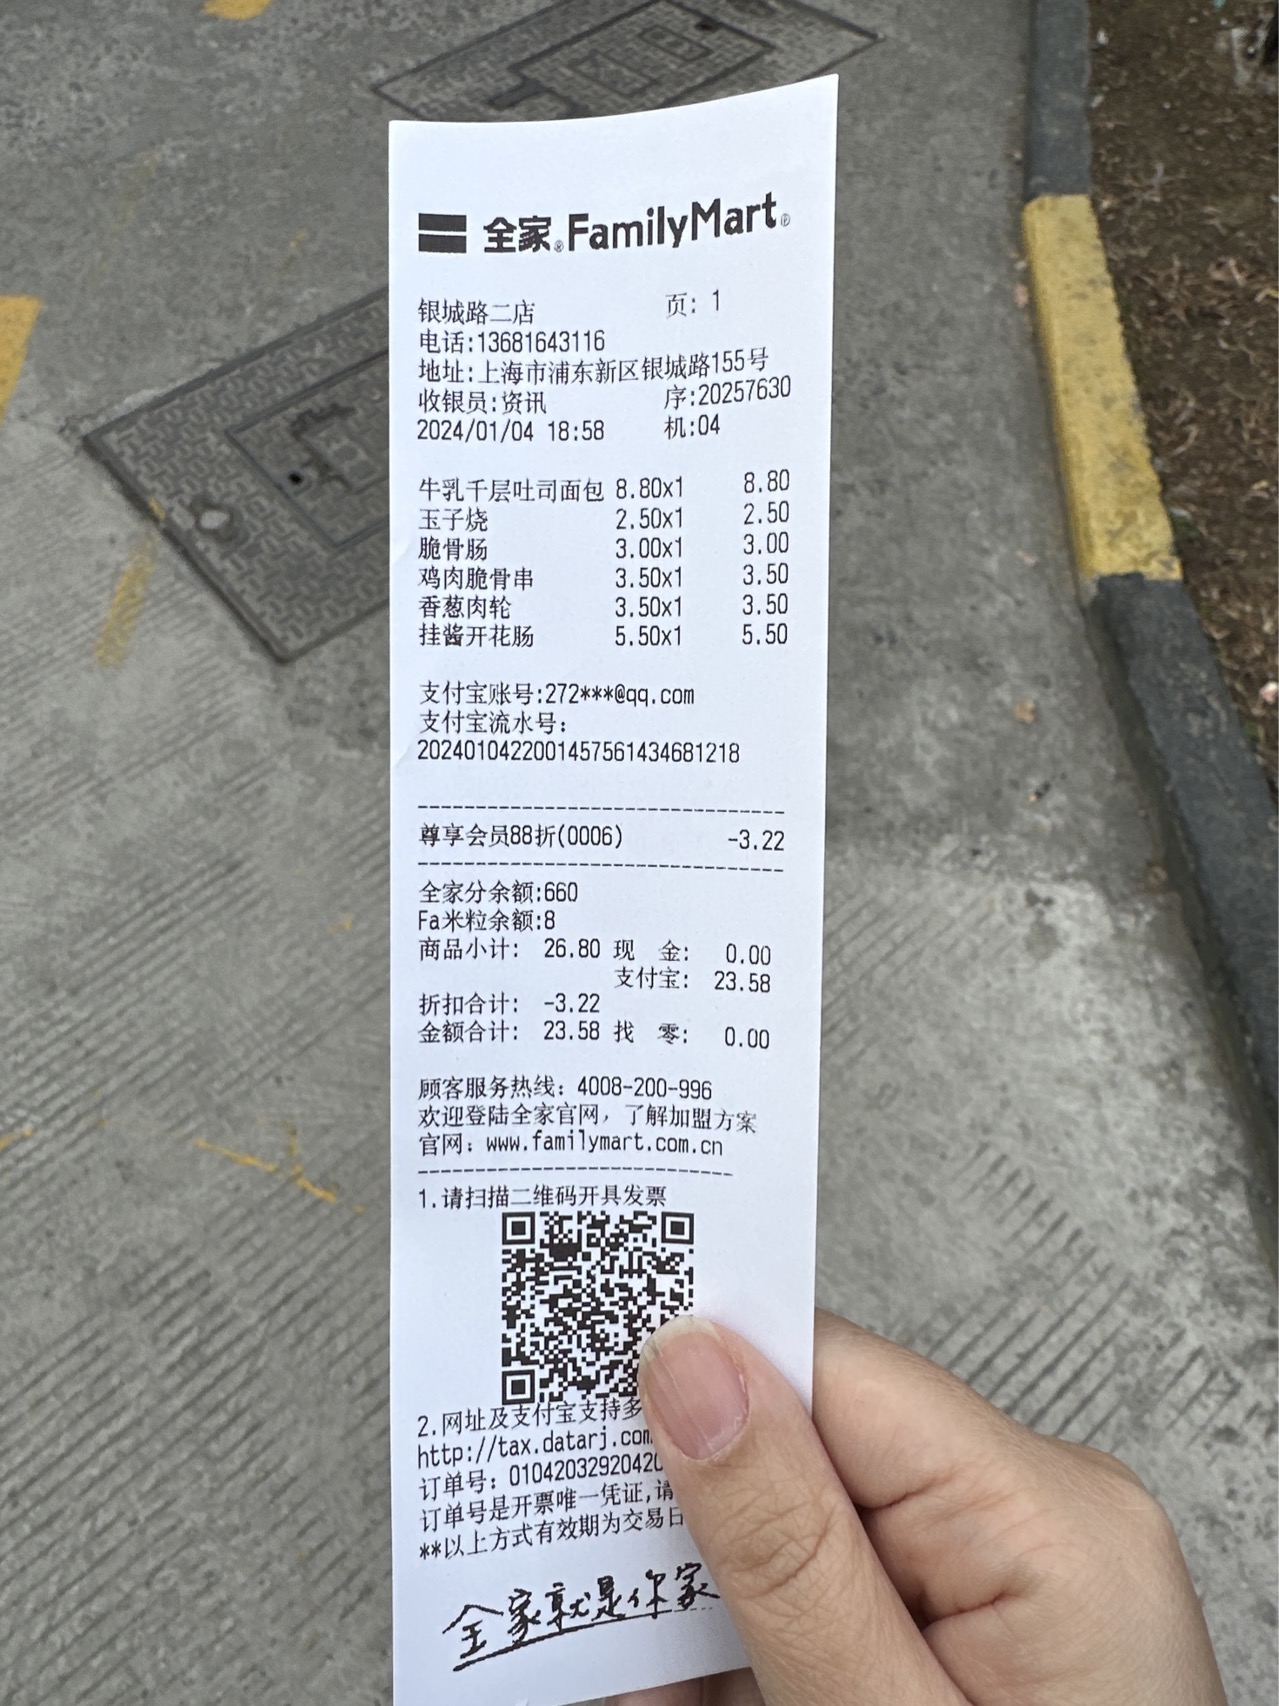 全家® FamilyMart®
银城路二店 页: 1
电话:13681643116
地址:上海市浦东新区银城路155号
收银员:资讯 序:20257630
2024/01/04 18:58 机:04
牛乳千层吐司面包 8.80x1 8.80
玉子烧 2.50x1 2.50
脆骨肠 3.00x1 3.00
鸡肉脆骨串 3.50x1 3.50
香葱肉轮 3.50x1 3.50
挂酱开花肠 5.50x1 5.50
支付宝账号:272***@qq.com
支付宝流水号:
2024010422001457561434681218
尊享会员88折(0006) -3.22
全家分余额:660
Fa米粒余额:8
商品小计: 26.80 现 金: 0.00
支付宝: 23.58
折扣合计: -3.22
金额合计: 23.58 找 零: 0.00
顾客服务热线: 4008-200-996
欢迎登陆全家官网，了解加盟方案
官网: www.familymart.com.cn
1.请扫描二维码开具发票
2.网址及支付宝支持多
http://tax.datarj.com
订单号: 01042032920420
订单号是开票唯一凭证,请
**以上方式有效期为交易日
全家就是你家